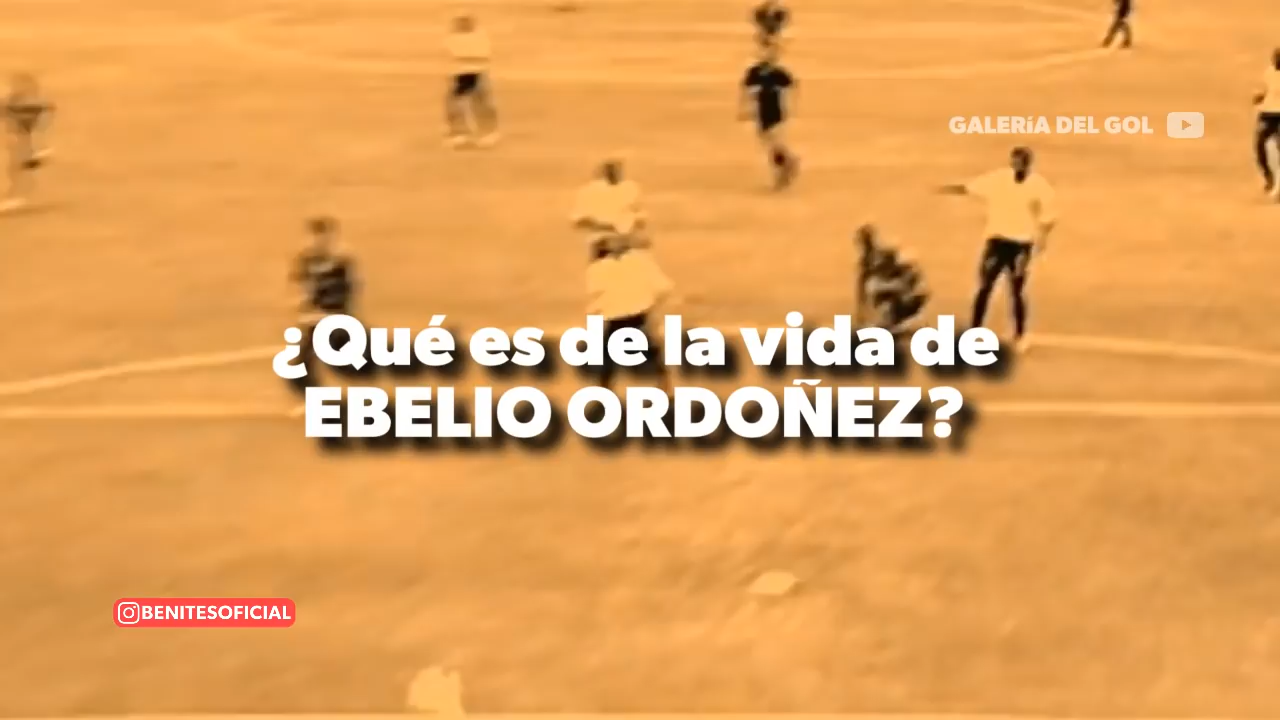 GALERÍA DEL GOL
¿Qué es de la vida de
EBELIO ORDOÑEZ?
BENITESOFICIAL